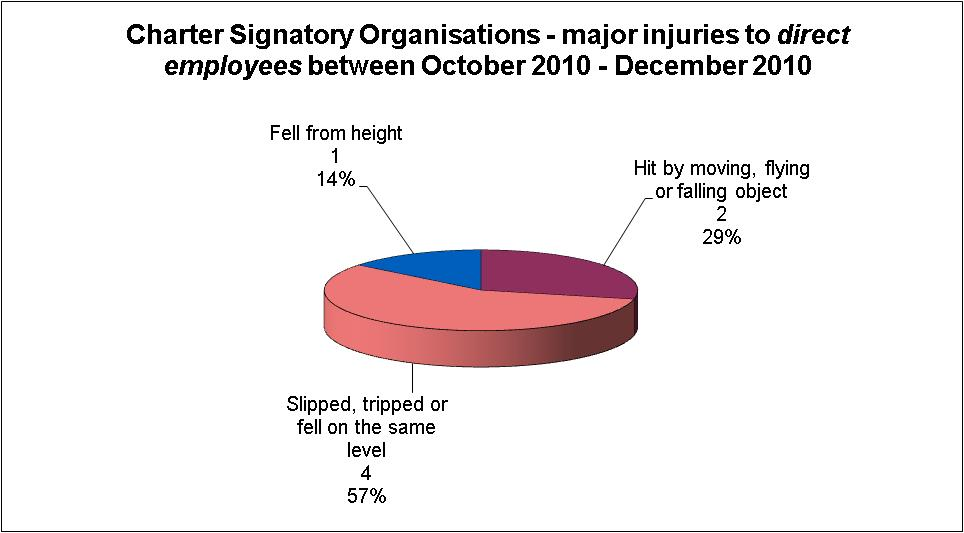 Charter Signatory Organisations - major injuries to direct
employees between October 2010 - December 2010
Fell from height
1
14%
Hit by moving, flying
or falling object
2
29%
Slipped, tripped or
fell on the same
level
4
57%